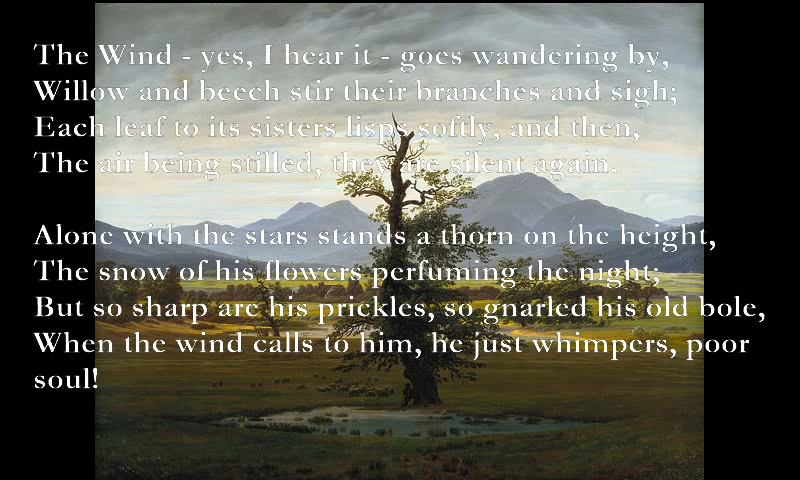 The Wind - yes, I hear it - goes wandering by,
Willow and beech stir their branches and sigh;
Each leaf to its sisters lisps softly, and then,
The air being stilled, they are silent again.
Alone with the stars stands a thorn on the height,
The snow of his flowers perfuming the night;
But so sharp are his prickles, so gnarled his old bole,
When the wind calls to him, he just whimpers, poor
soul!